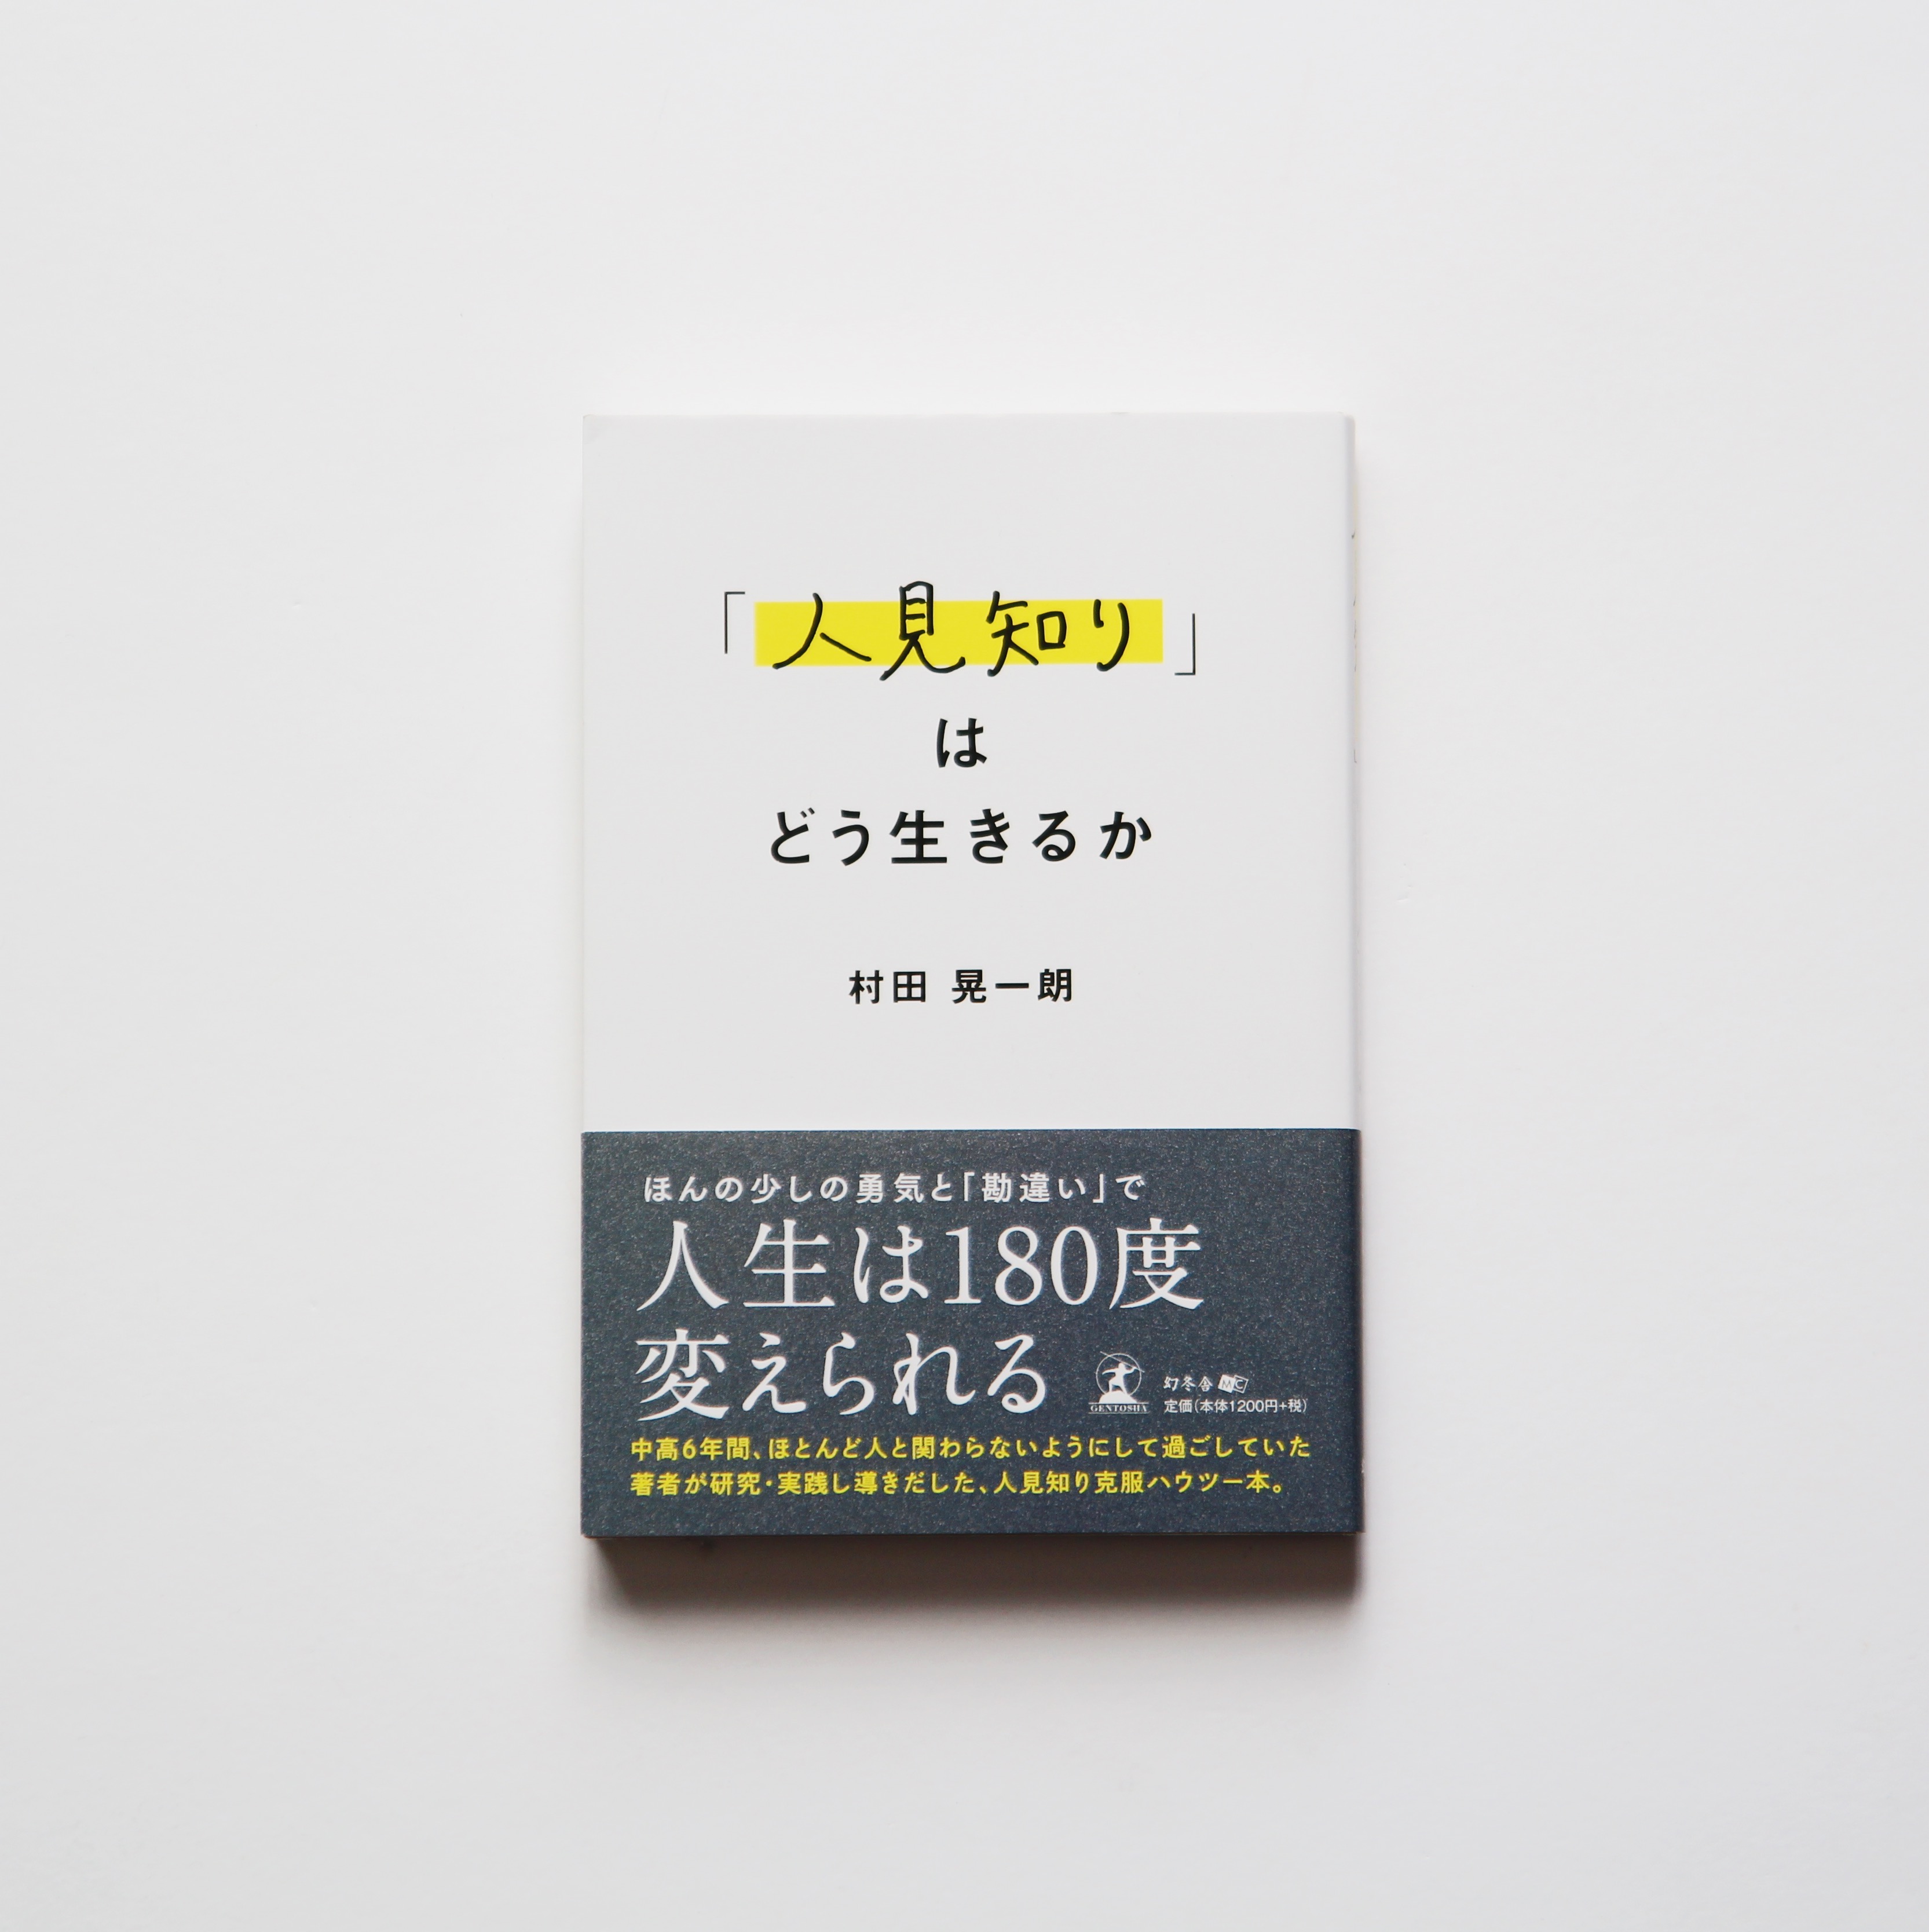 「人見知り」
は
どう生きるか
村田 晃一朗
ほんの少しの勇気と「勘違い」で
人生は180度
変えられる
GENTOSHA
幻冬舎 MC
定価(本体1200円+税)
中高6年間、ほとんど人と関わらないようにして過ごしていた
著者が研究・実践し導きだした、人見知り克服ハウツー本。